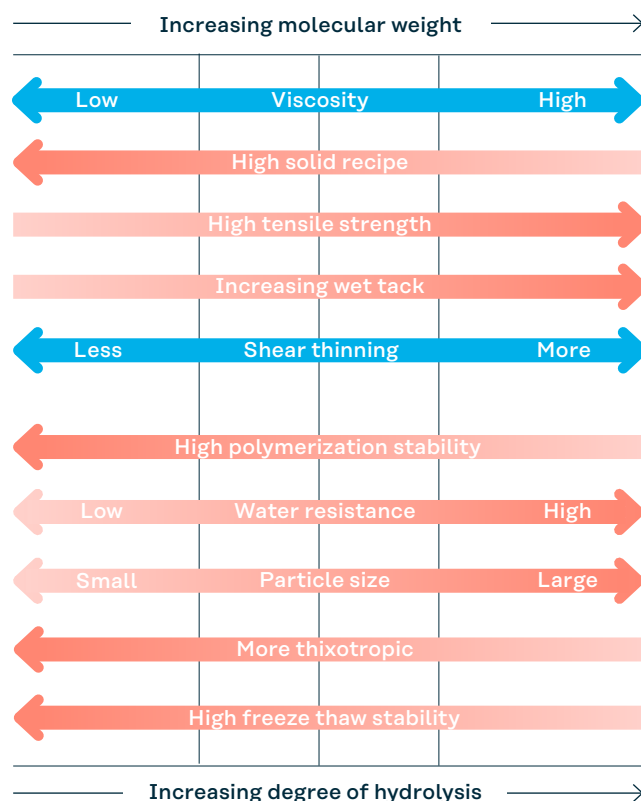 Increasing molecular weight
Low Viscosity High
High solid recipe
High tensile strength
Increasing wet tack
Less Shear thinning More
High polymerization stability
Low Water resistance High
Small Particle size Large
More thixotropic
High freeze thaw stability
Increasing degree of hydrolysis